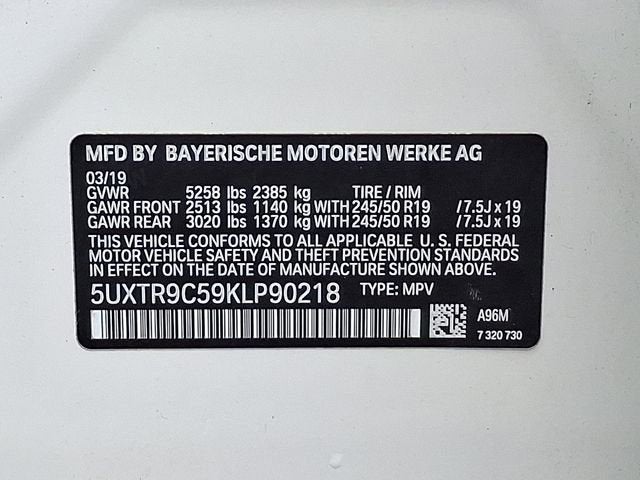 MFD BY BAYERISCHE MOTOREN WERKE AG
03/19
GVWR 5258 lbs 2385 kg TIRE / RIM
GAWR FRONT 2513 lbs 1140 kg WITH 245/50 R19 / 7.5J x 19
GAWR REAR 3020 lbs 1370 kg WITH 245/50 R19 / 7.5J x 19
THIS VEHICLE CONFORMS TO ALL APPLICABLE U. S. FEDERAL
MOTOR VEHICLE SAFETY AND THEFT PREVENTION STANDARDS
IN EFFECT ON THE DATE OF MANUFACTURE SHOWN ABOVE.
5UXTR9C59KLP90218 TYPE: MPV
A96M
7 320 730